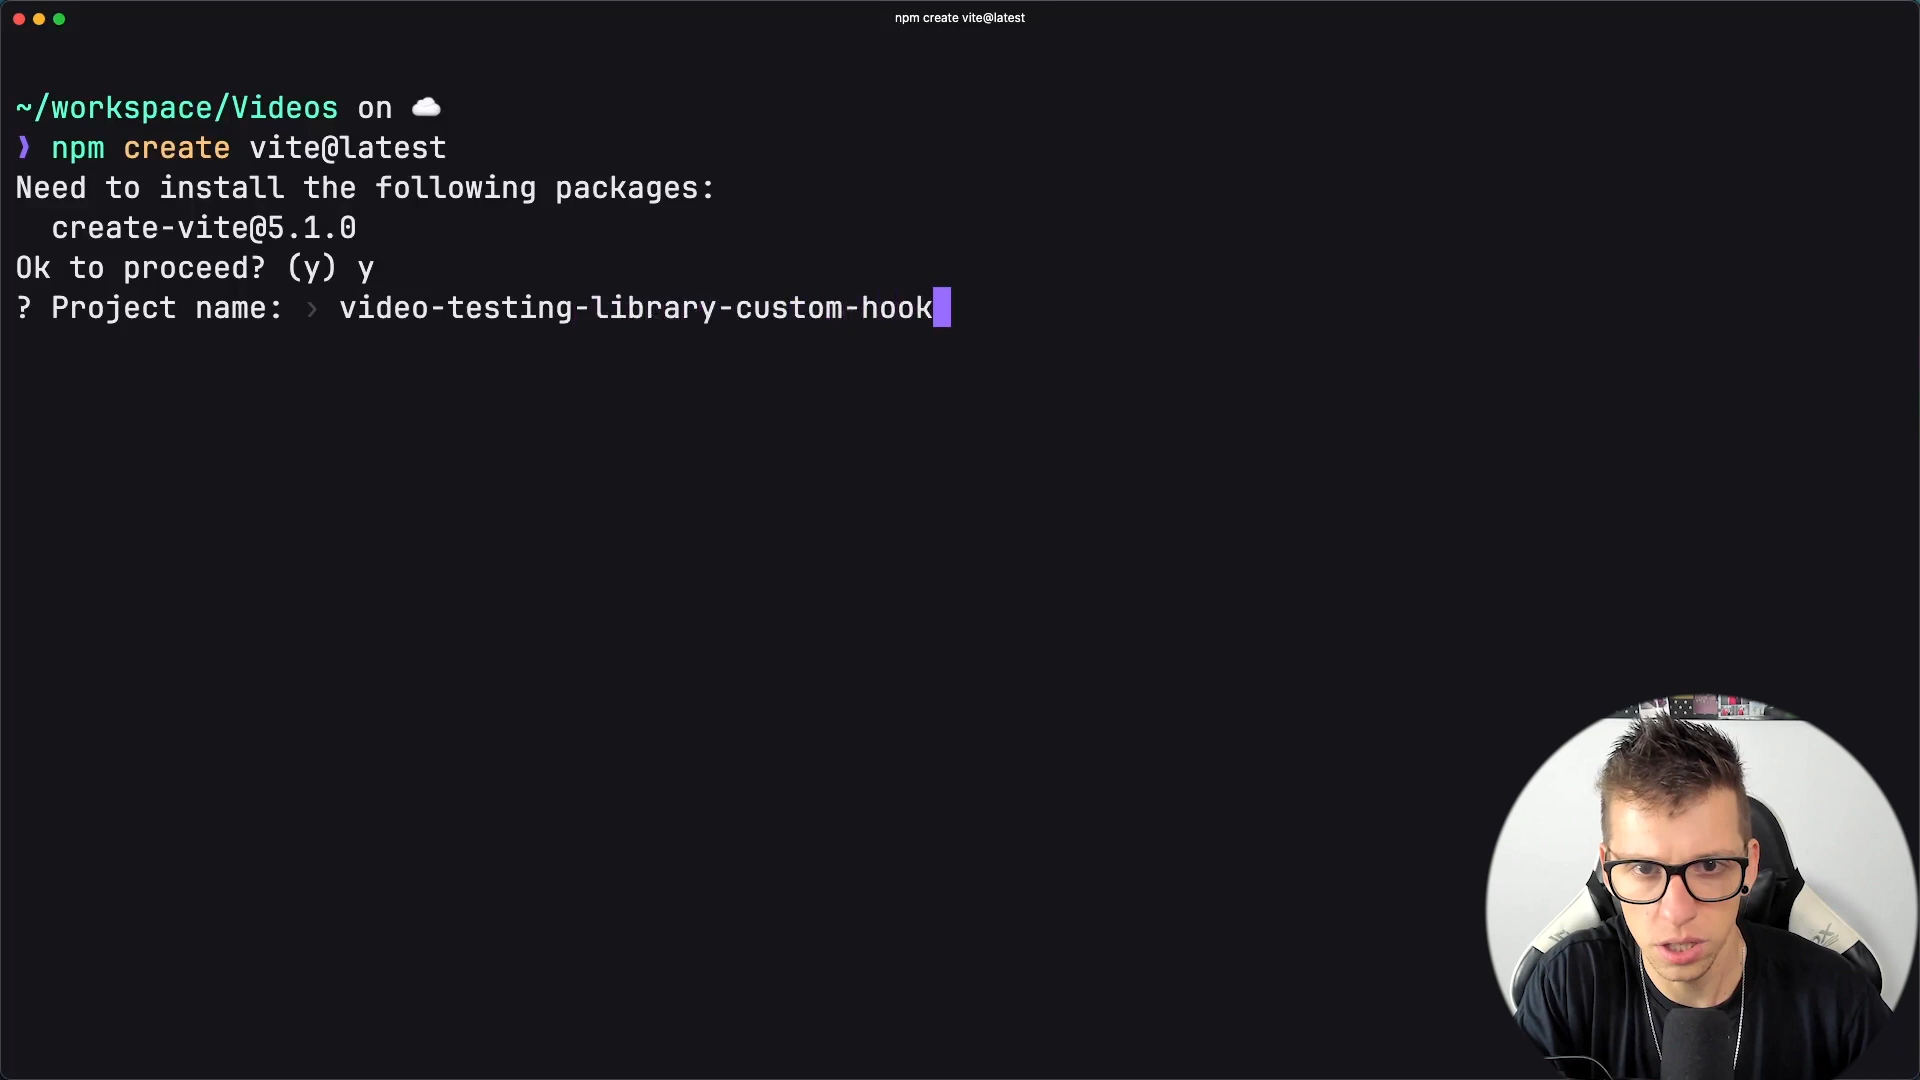 npm create vite@latest
~/workspace/Videos on
❯ npm create vite@latest
Need to install the following packages:
  create-vite@5.1.0
Ok to proceed? (y) y
? Project name: › video-testing-library-custom-hook